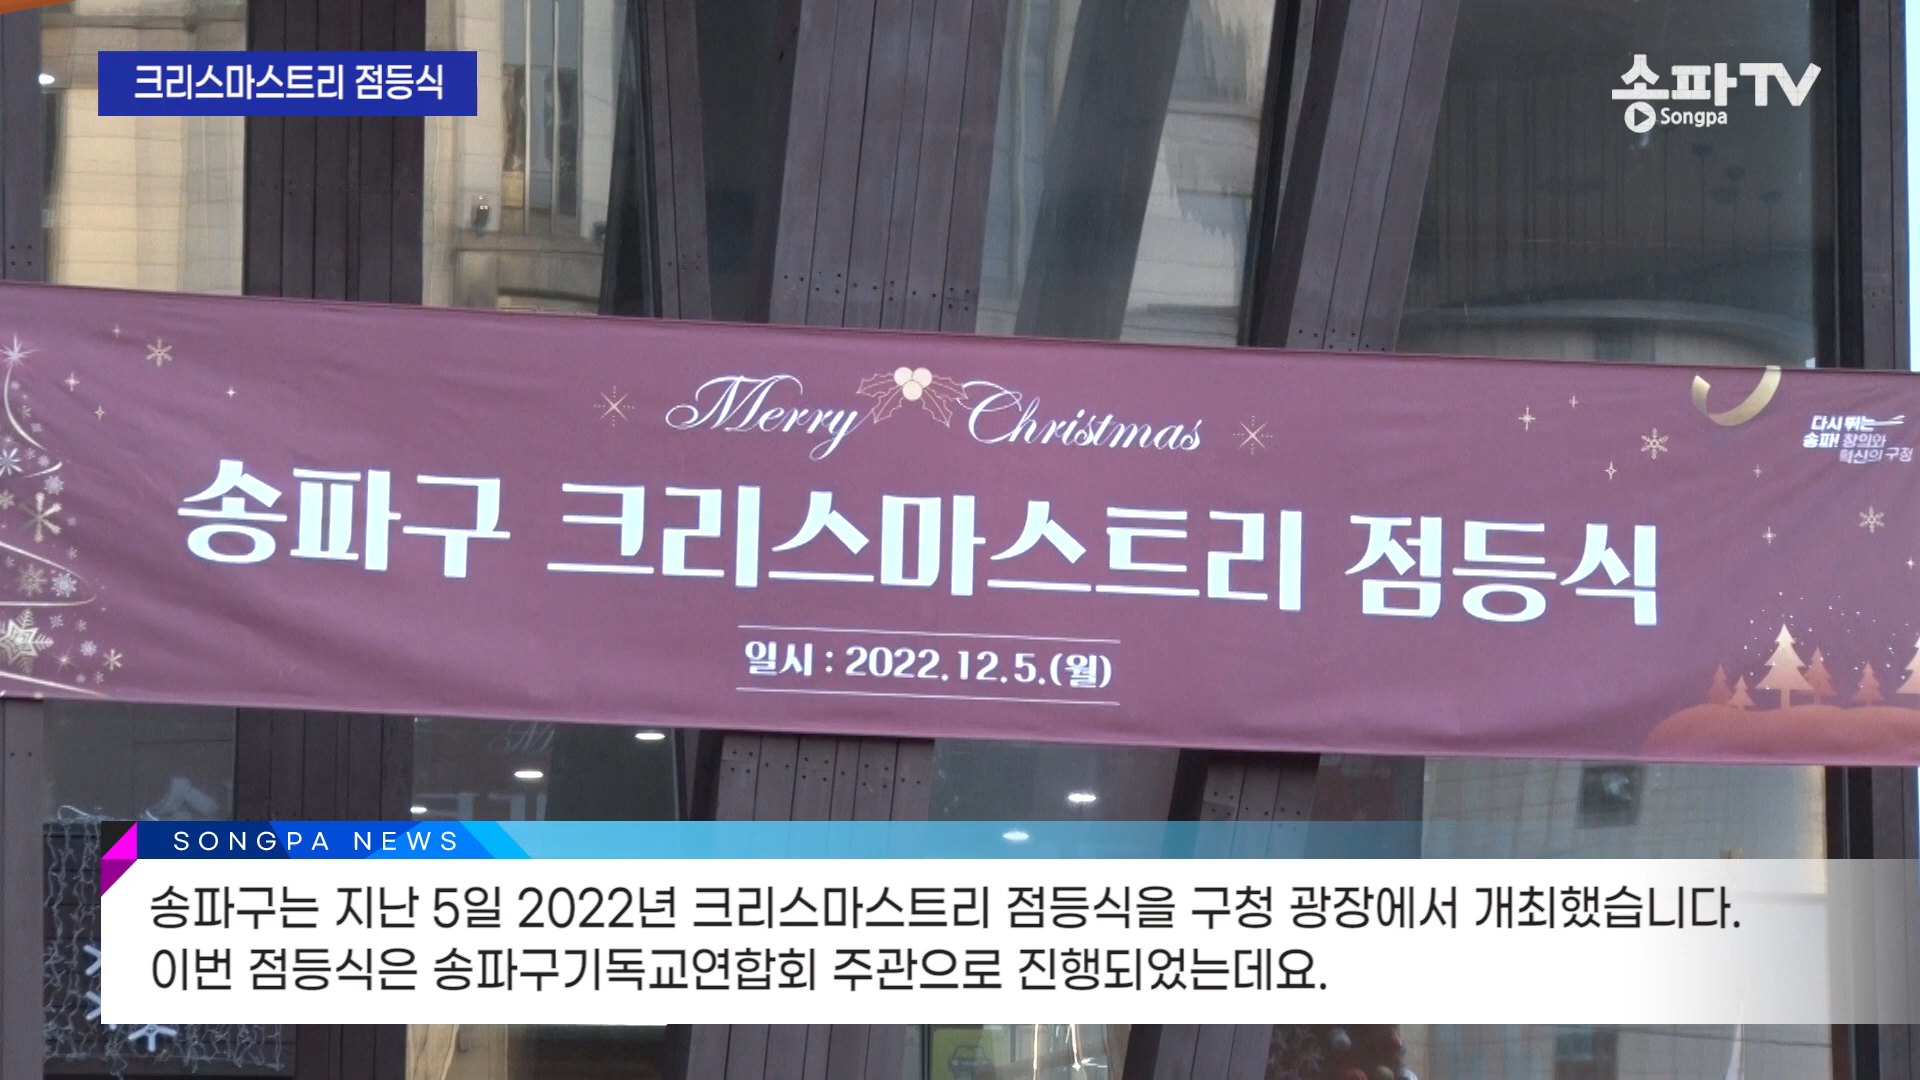 크리스마스트리 점등식
송파TV
Songpa
Merry Christmas
다시 뛰는
송파! 창의와
혁신의 구정
송파구 크리스마스트리 점등식
일시 : 2022.12.5.(월)
SONGPA NEWS
송파구는 지난 5일 2022년 크리스마스트리 점등식을 구청 광장에서 개최했습니다.
이번 점등식은 송파구기독교연합회 주관으로 진행되었는데요.